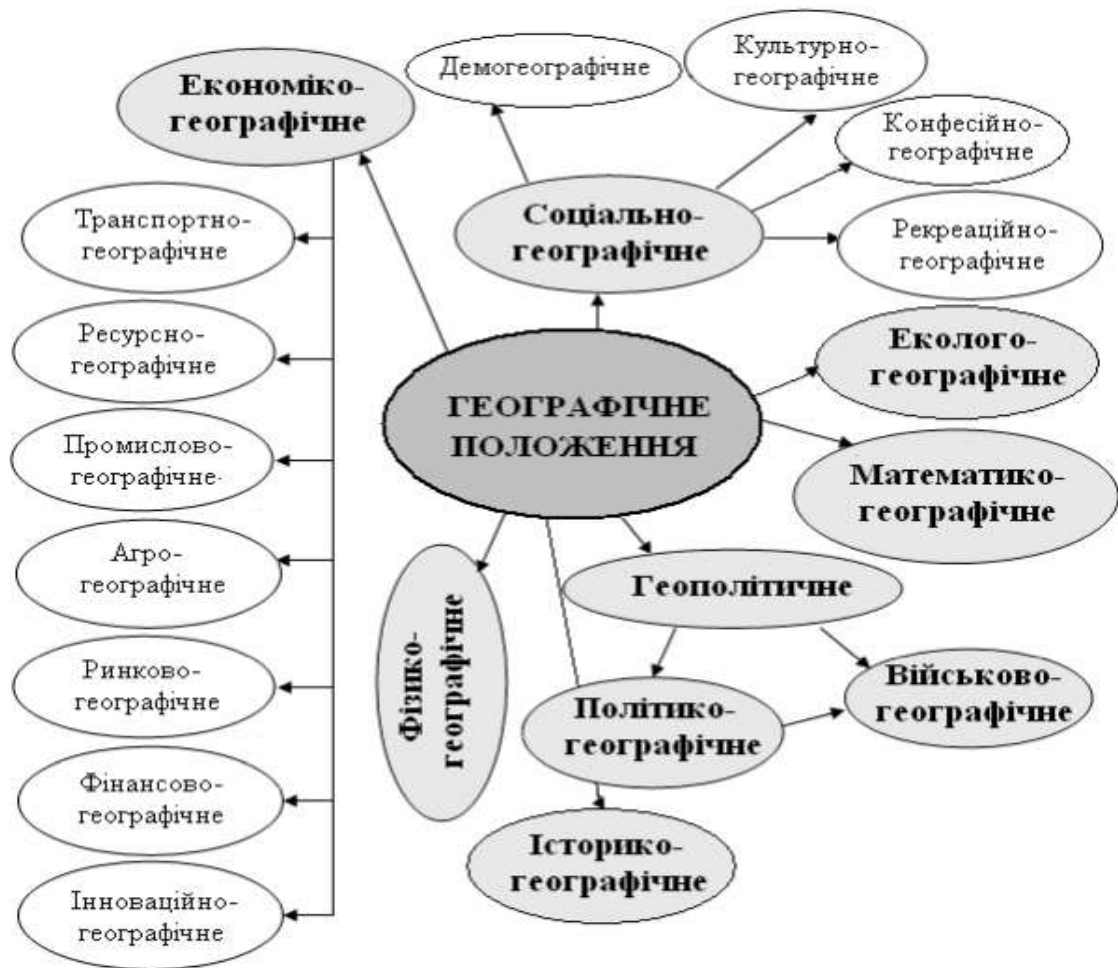 Економіко-
географічне
Демогеографічне
Культурно-
географічне
Конфесійно-
географічне
Соціально-
географічне
Рекреаційно-
географічне
Транспортно-
географічне
Ресурсно-
географічне
Промислово-
географічне·
Агро-
географічне
Ринково-
географічне
Фінансово-
географічне
Інноваційно-
географічне
ГЕОГРАФІЧНЕ
ПОЛОЖЕННЯ
Еколого-
географічне
Математико-
географічне
Геополітичне
Фізико-
географічне
Політико-
географічне
Військово-
географічне
Історико-
географічне